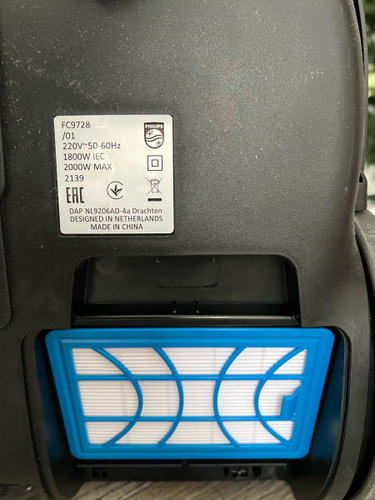 FC9728
PHILIPS
/01
220V~50-60Hz
1800W IEC
2000W MAX
2139
EAC
DAP NL9206AD-4a Drachten
DESIGNED IN NETHERLANDS
MADE IN CHINA